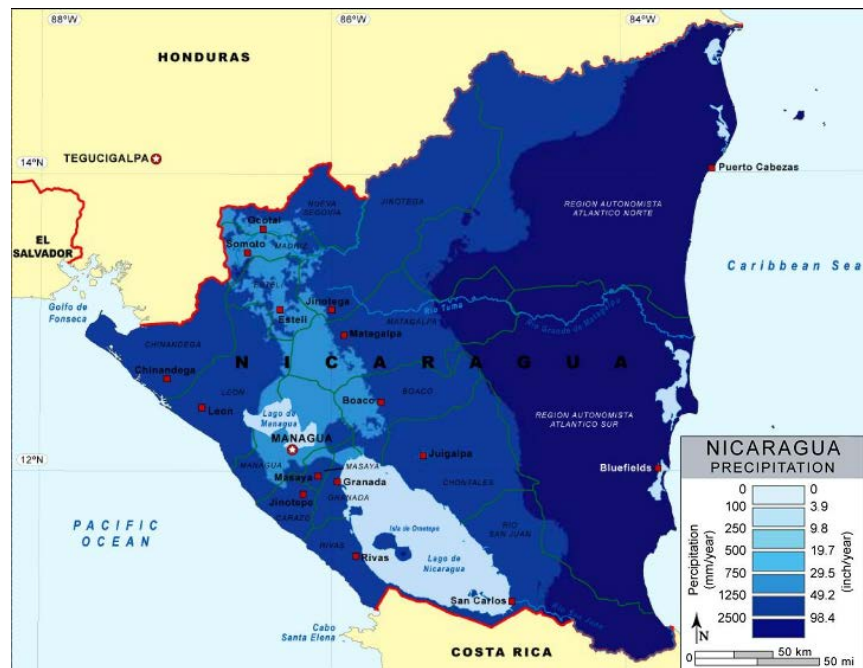 88°W
86°W
84°W
HONDURAS
TEGUCIGALPA
14°N
Puerto Cabezas
NUEVA
SEGOVIA
JINOTEGA
Ocotal
REGION AUTONOMISTA
ATLANTICO NORTE
EL
SALVADOR
Somoto
MADRIZ
Caribbean Sea
Golfo de
Fonseca
ESTELI
Jinotega
Esteli
Rio Tuma
Rio Grande de Matagalpa
MATAGALPA
Matagalpa
CHINANDEGA
NICARAGUA
Chinandega
LEON
Leon
BOACO
Boaco
Lago de
Managua
REGION AUTONOMISTA
ATLANTICO SUR
MANAGUA
12°N
MANAGUA
MASAYA
Juigalpa
Bluefields
Masaya
Granada
CHONTALES
Jinotepe
GRANADA
CARAZO
PACIFIC
OCEAN
Isla de Ometepe
RIO
SAN JUAN
RIVAS
Rivas
Lago de
Nicaragua
San Carlos
Cabo
Santa Elena
COSTA RICA
NICARAGUA
PRECIPITATION
0 0
100 3.9
250 9.8
500 19.7
750 29.5
1250 49.2
2500 98.4
Percipitation
(mm/year)
(inch/year)
N
0 50 km
0 50 mi